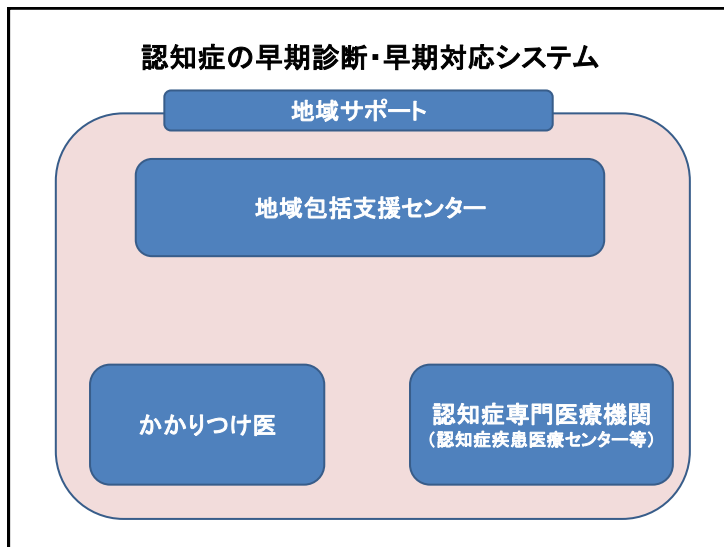 認知症の早期診断・早期対応システム
地域サポート
地域包括支援センター
かかりつけ医
認知症専門医療機関
（認知症疾患医療センター等）